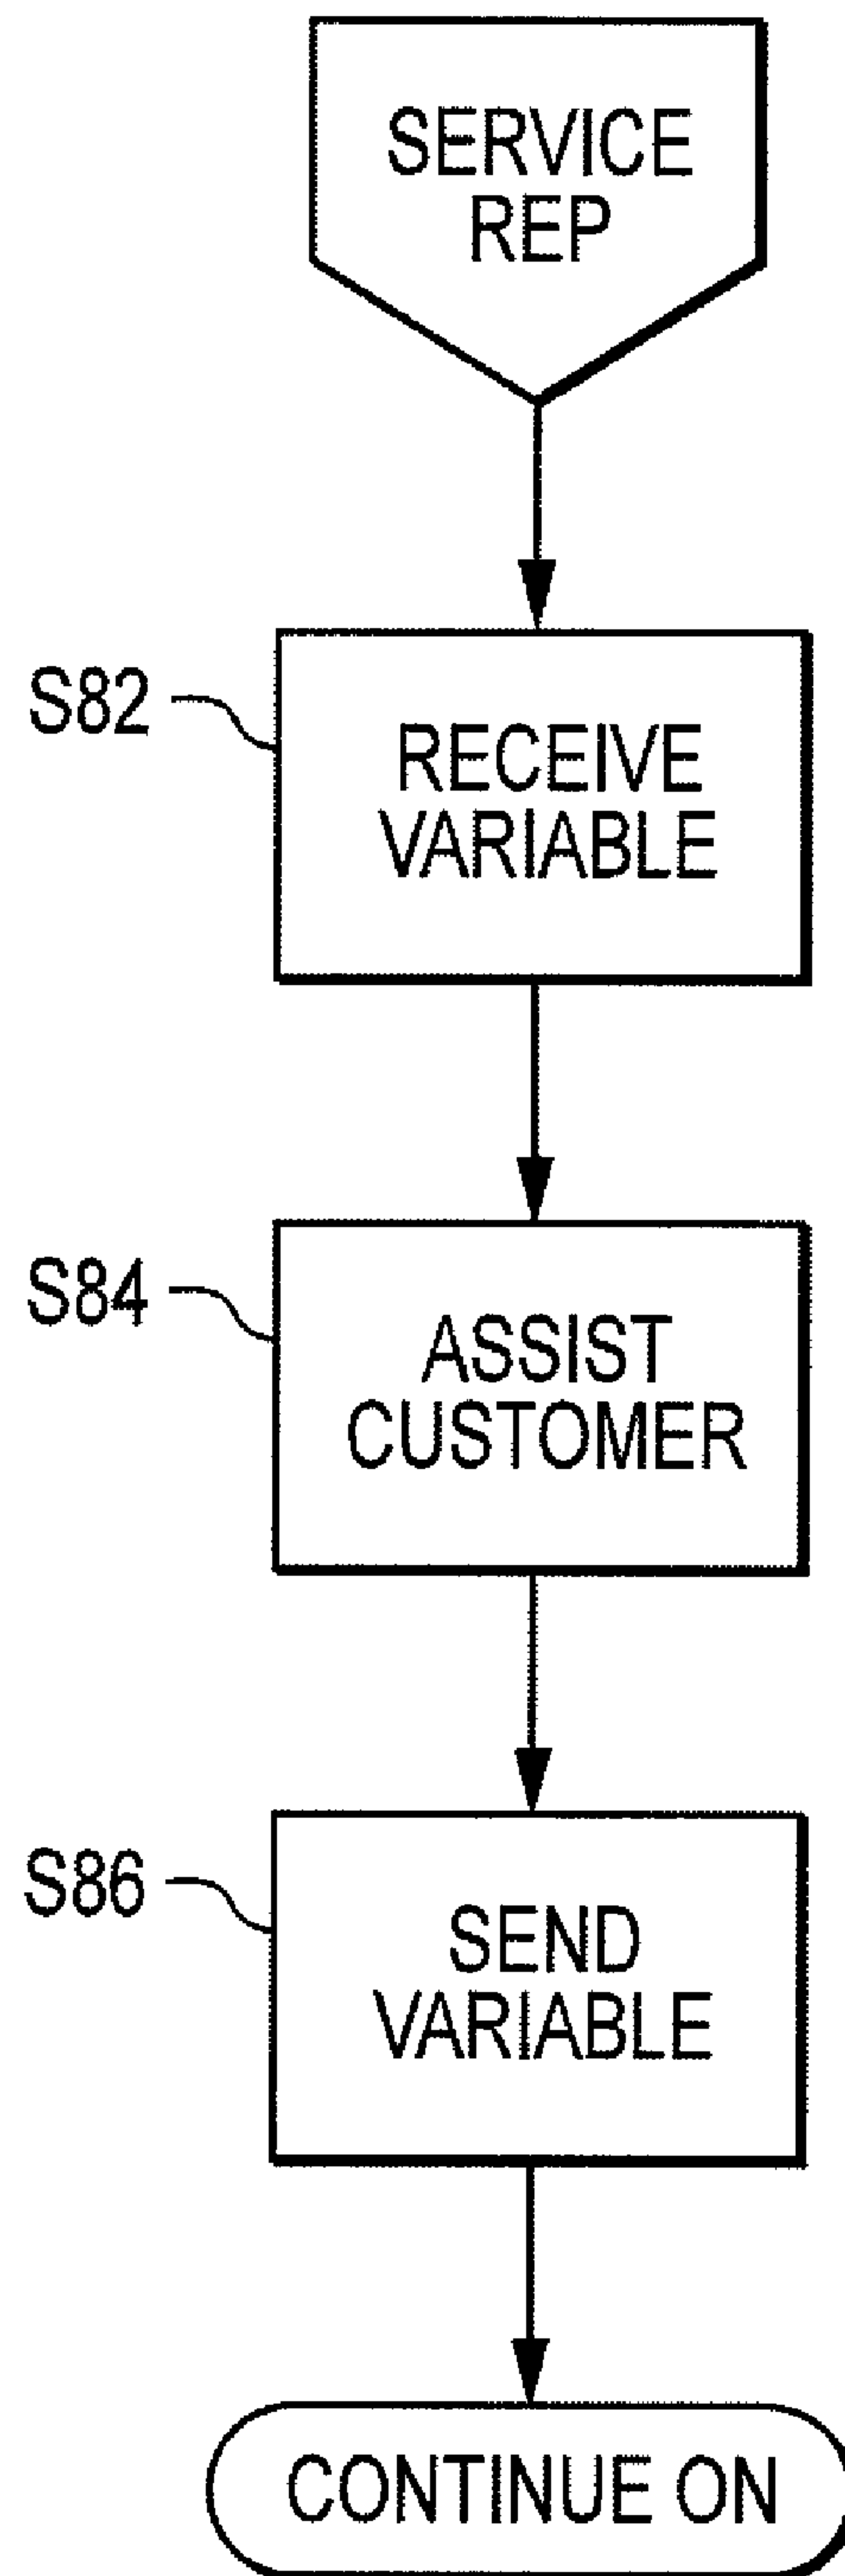 SERVICE
REP
S82
RECEIVE
VARIABLE
S84
ASSIST
CUSTOMER
S86
SEND
VARIABLE
CONTINUE ON